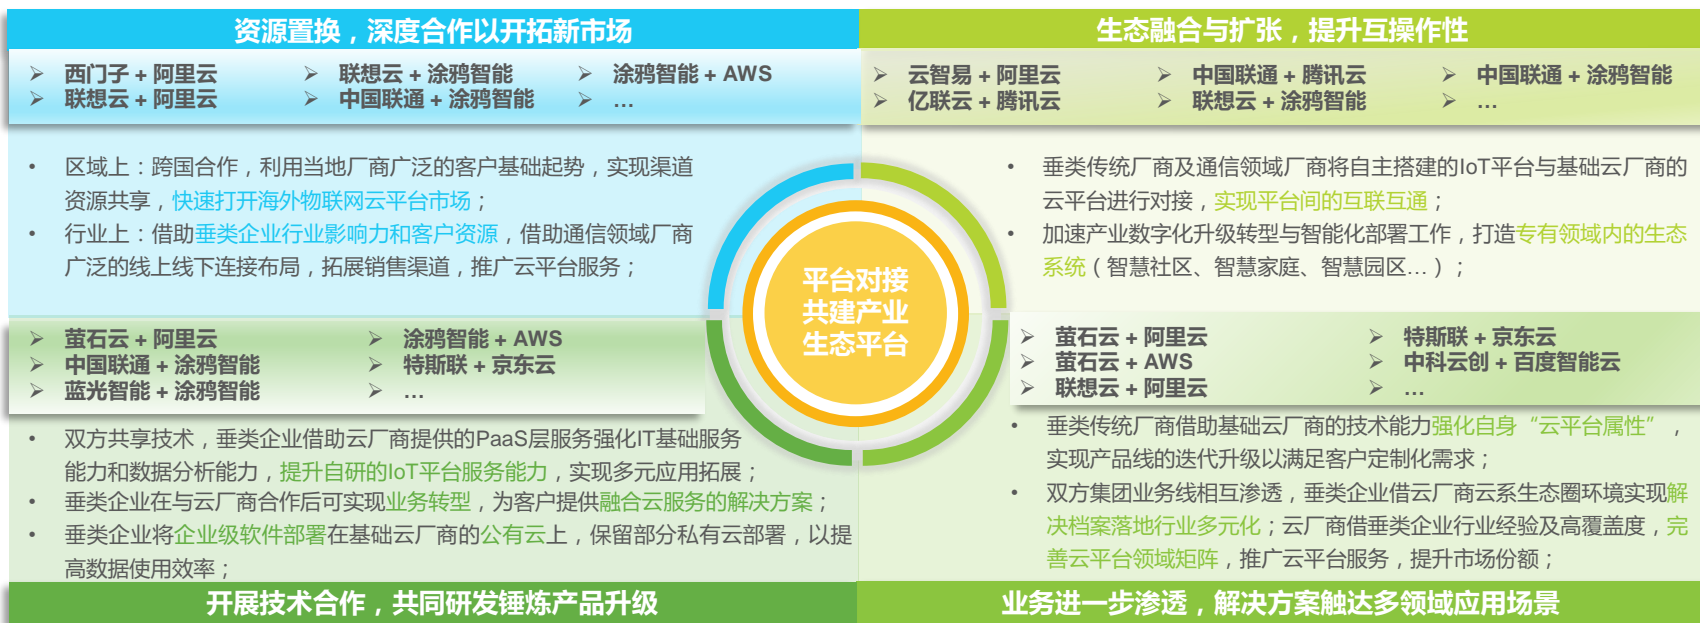 资源置换，深度合作以开拓新市场
➢ 西门子 + 阿里云 ➢ 联想云 + 涂鸦智能 ➢ 涂鸦智能 + AWS
➢ 联想云 + 阿里云 ➢ 中国联通 + 涂鸦智能 ➢ …
• 区域上：跨国合作，利用当地厂商广泛的客户基础起势，实现渠道
资源共享，快速打开海外物联网云平台市场；
• 行业上：借助垂类企业行业影响力和客户资源，借助通信领域厂商
广泛的线上线下连接布局，拓展销售渠道，推广云平台服务；
生态融合与扩张，提升互操作性
➢ 云智易 + 阿里云 ➢ 中国联通 + 腾讯云 ➢ 中国联通 + 涂鸦智能
➢ 亿联云 + 腾讯云 ➢ 联想云 + 涂鸦智能 ➢ …
• 垂类传统厂商及通信领域厂商将自主搭建的IoT平台与基础云厂商的
云平台进行对接，实现平台间的互联互通；
• 加速产业数字化升级转型与智能化部署工作，打造专有领域内的生态
系统（智慧社区、智慧家庭、智慧园区…）；
平台对接
共建产业
生态平台
➢ 萤石云 + 阿里云 ➢ 涂鸦智能 + AWS
➢ 中国联通 + 涂鸦智能 ➢ 特斯联 + 京东云
➢ 蓝光智能 + 涂鸦智能 ➢ …
• 双方共享技术，垂类企业借助云厂商提供的PaaS层服务强化IT基础服务
能力和数据分析能力，提升自研的IoT平台服务能力，实现多元应用拓展；
• 垂类企业在与云厂商合作后可实现业务转型，为客户提供融合云服务的解决方案；
• 垂类企业将企业级软件部署在基础云厂商的公有云上，保留部分私有云部署，以提
高数据使用效率；
开展技术合作，共同研发锤炼产品升级
➢ 萤石云 + 阿里云 ➢ 特斯联 + 京东云
➢ 萤石云 + AWS ➢ 中科云创 + 百度智能云
➢ 联想云 + 阿里云 ➢ …
• 垂类传统厂商借助基础云厂商的技术能力强化自身“云平台属性”，
实现产品线的迭代升级以满足客户定制化需求；
• 双方集团业务线相互渗透，垂类企业借云厂商云系生态圈环境实现解
决档案落地行业多元化；云厂商借垂类企业行业经验及高覆盖度，完
善云平台领域矩阵，推广云平台服务，提升市场份额；
业务进一步渗透，解决方案触达多领域应用场景